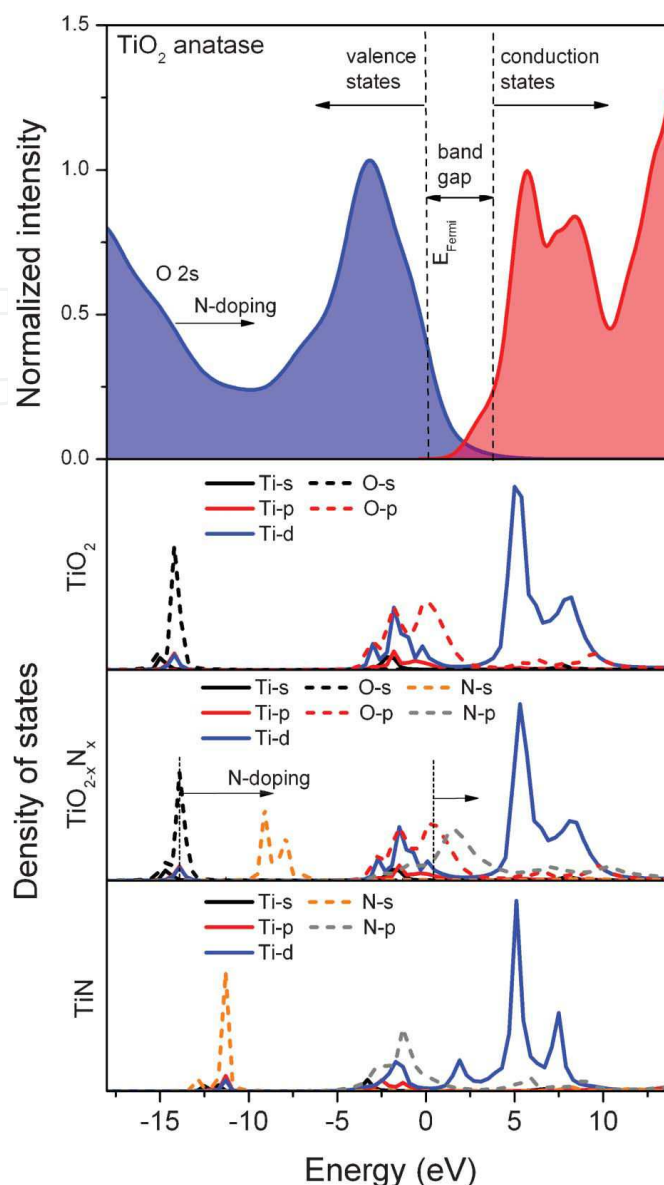 TiO₂ anatase
valence states
conduction states
band gap
E_Fermi
O 2s
N-doping
Normalized intensity
1.5
1.0
0.5
0.0
Ti-s O-s
Ti-p O-p
Ti-d
TiO₂
Ti-s O-s N-s
Ti-p O-p N-p
Ti-d
N-doping
TiO₂₋ₓNₓ
Density of states
Ti-s N-s
Ti-p N-p
Ti-d
TiN
-15 -10 -5 0 5 10
Energy (eV)